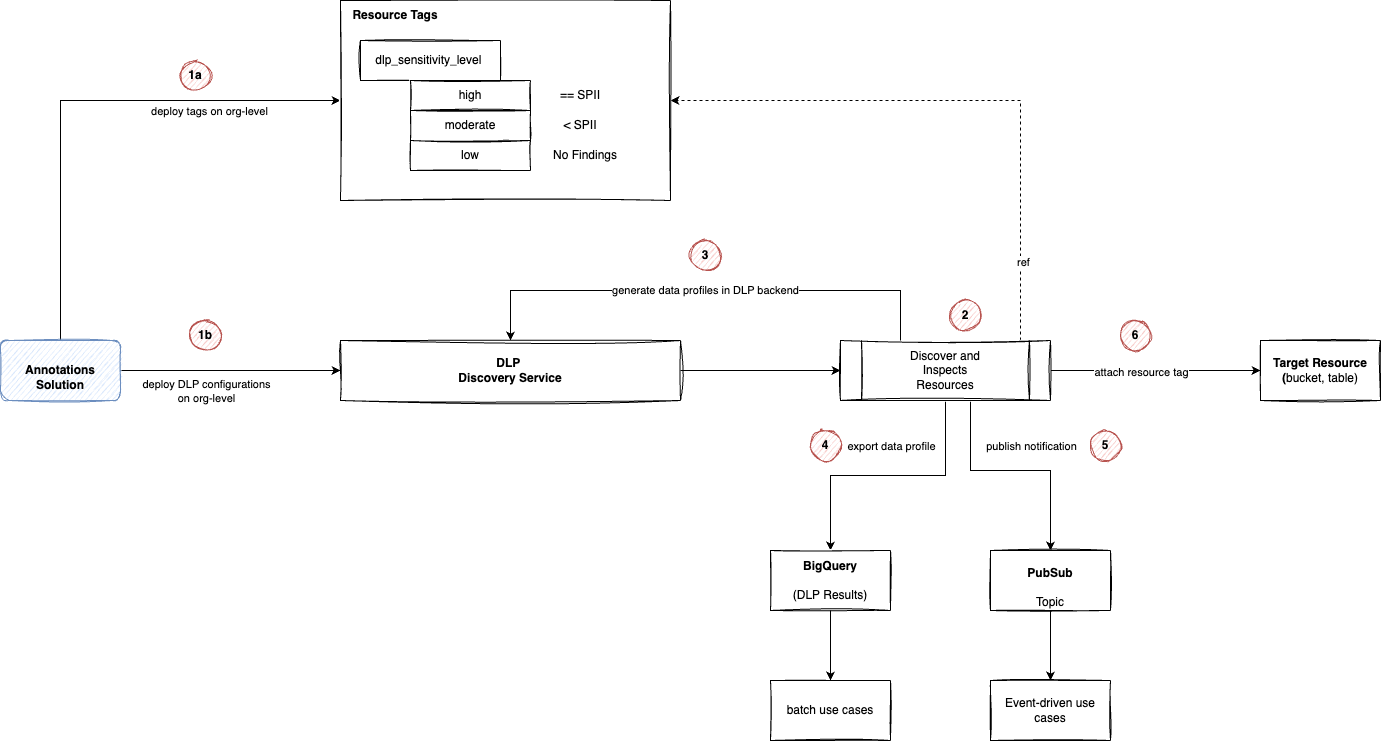 Resource Tags
dlp_sensitivity_level
high
== SPII
moderate
< SPII
low
No Findings
1a
deploy tags on org-level
3
generate data profiles in DLP backend
ref
1b
2
6
Annotations
Solution
deploy DLP configurations
on org-level
DLP
Discovery Service
Discover and
Inspects
Resources
attach resource tag
Target Resource
(bucket, table)
4
export data profile
publish notification
5
BigQuery
(DLP Results)
PubSub
Topic
batch use cases
Event-driven use
cases